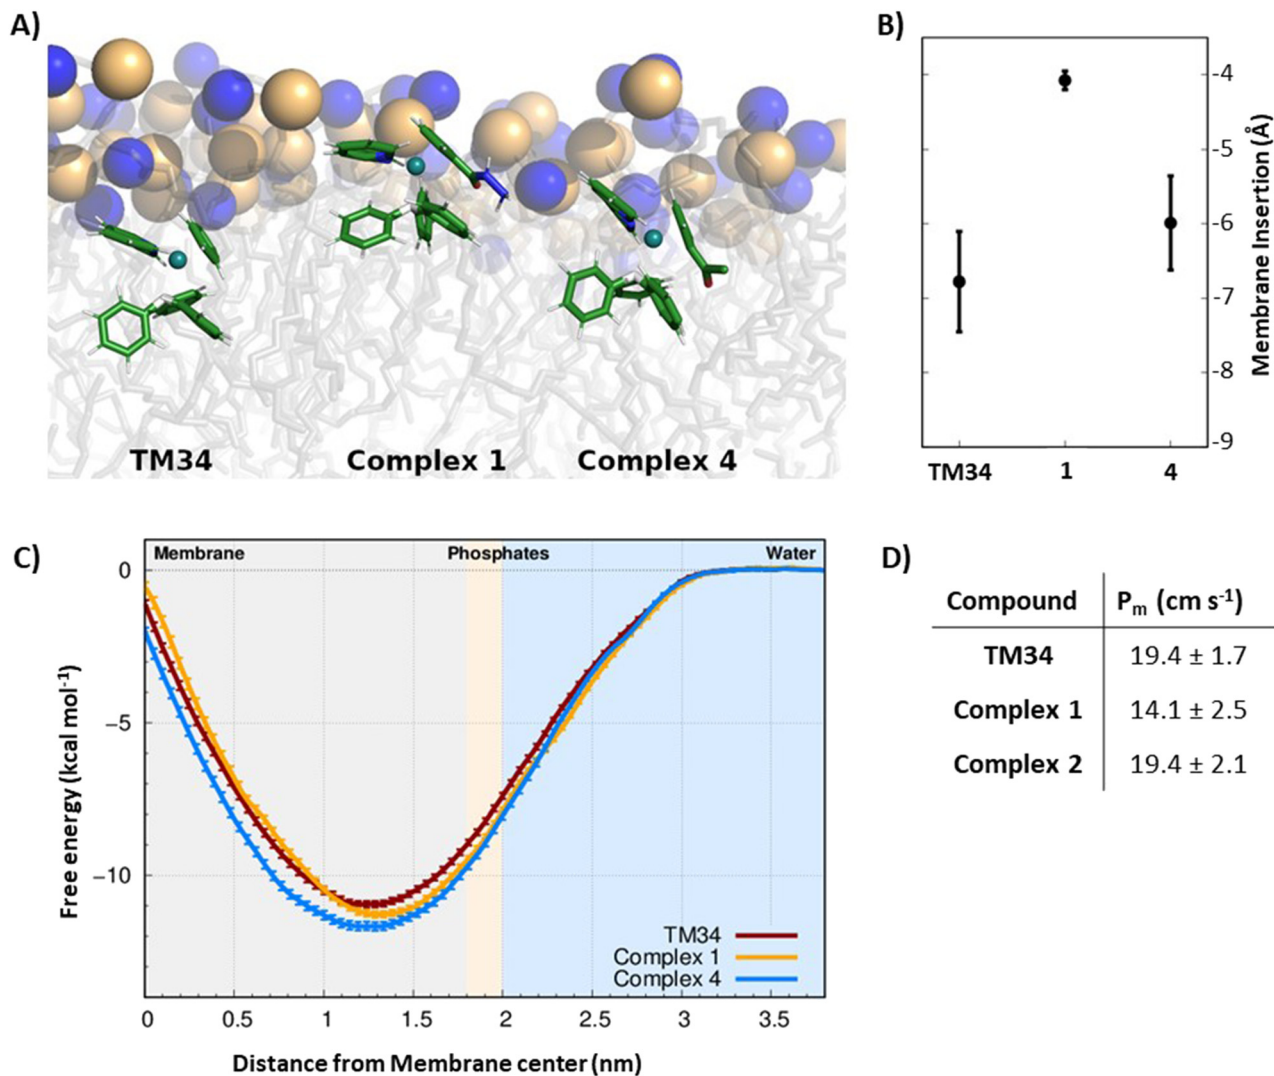 A)
TM34
Complex 1
Complex 4
B)
-4
-5
-6
-7
-8
-9
Membrane Insertion (Å)
TM34
1
4
C)
Membrane
Phosphates
Water
0
−5
−10
Free energy (kcal mol-1)
TM34
Complex 1
Complex 4
0
0.5
1
1.5
2
2.5
3
3.5
Distance from Membrane center (nm)
D)
Compound Pm (cm s-1)
TM34 19.4 ± 1.7
Complex 1 14.1 ± 2.5
Complex 2 19.4 ± 2.1